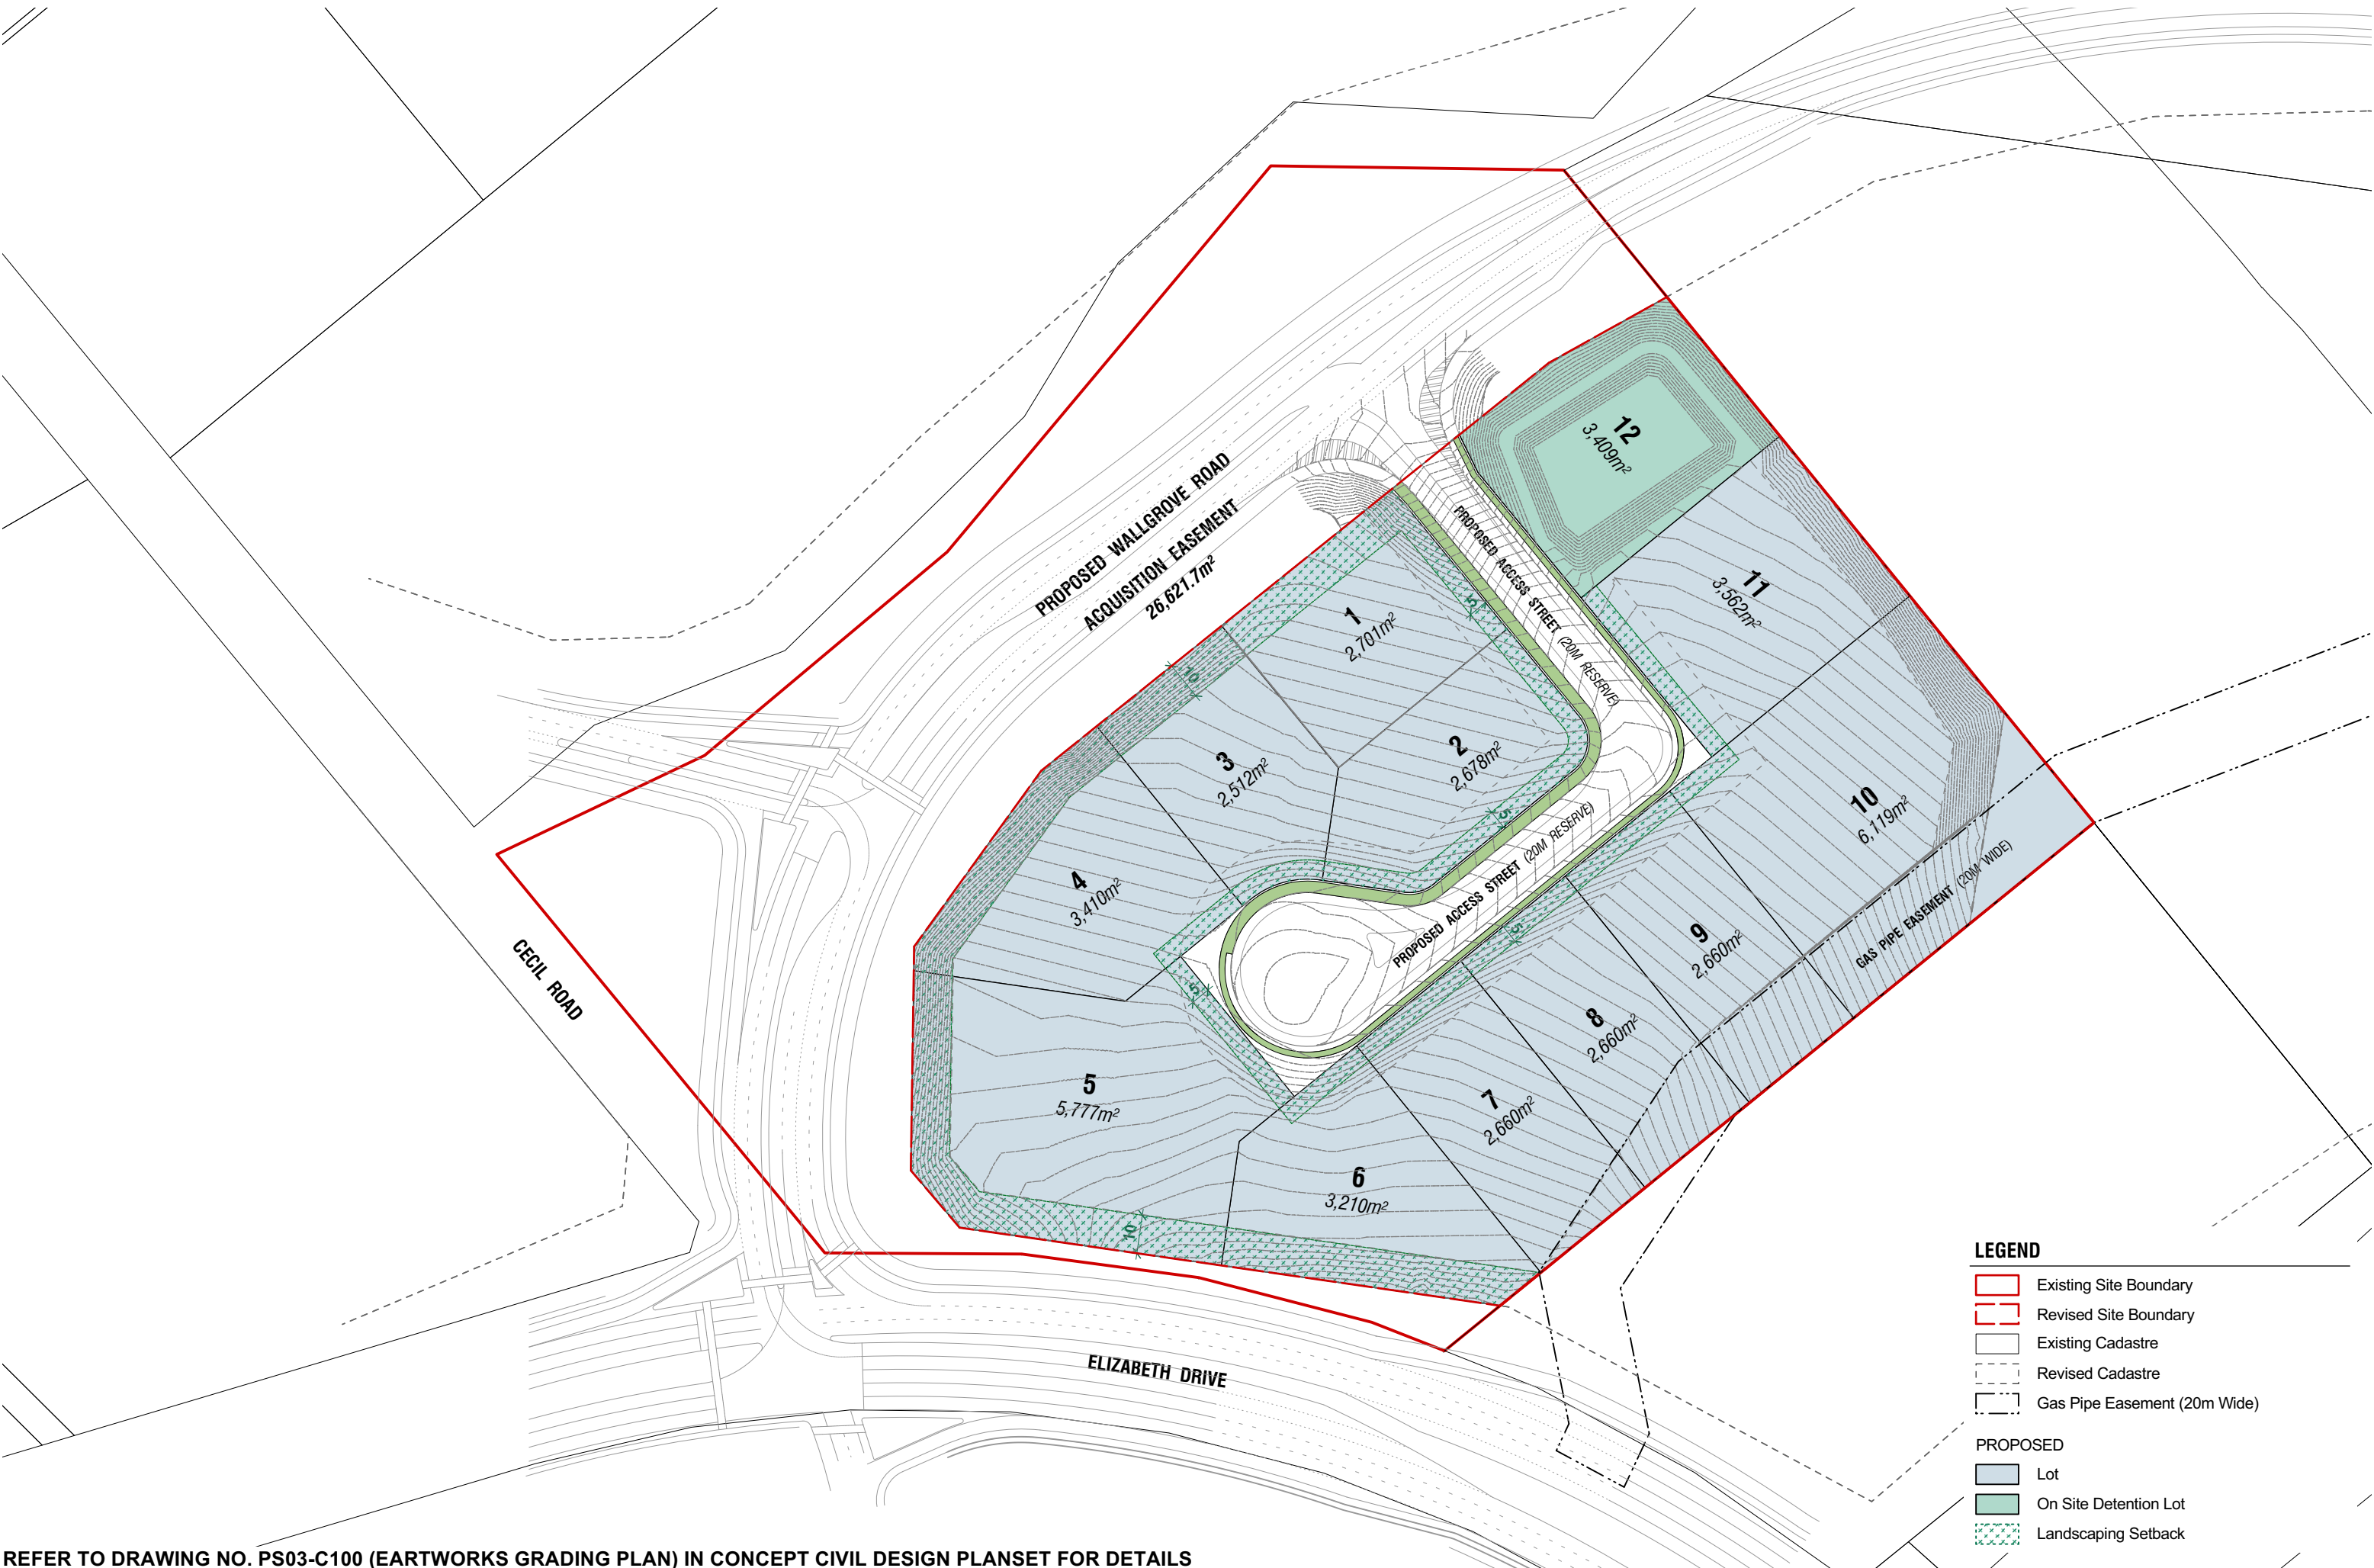 PROPOSED WALLGROVE ROAD
ACQUISITION EASEMENT
26,621.7m²
12
3,409m²
11
3,562m²
PROPOSED ACCESS STREET (20M RESERVE)
1
2,701m²
5
10
2
2,678m²
3
2,512m²
5
10
6,119m²
4
3,410m²
PROPOSED ACCESS STREET (20M RESERVE)
GAS PIPE EASEMENT (20M WIDE)
9
2,660m²
5
8
2,660m²
5
CECIL ROAD
5
5,777m²
7
2,660m²
6
3,210m²
10
ELIZABETH DRIVE
LEGEND
Existing Site Boundary
Revised Site Boundary
Existing Cadastre
Revised Cadastre
Gas Pipe Easement (20m Wide)
PROPOSED
Lot
On Site Detention Lot
Landscaping Setback
REFER TO DRAWING NO. PS03-C100 (EARTWORKS GRADING PLAN) IN CONCEPT CIVIL DESIGN PLANSET FOR DETAILS